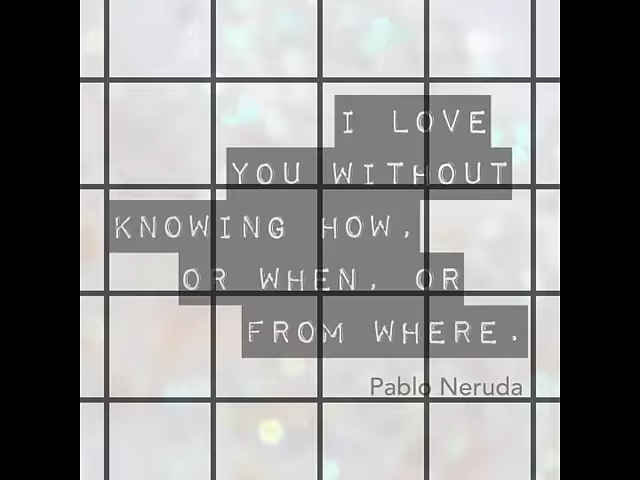 I LOVE
YOU WITHOUT
KNOWING HOW,
OR WHEN, OR
FROM WHERE.
Pablo Neruda